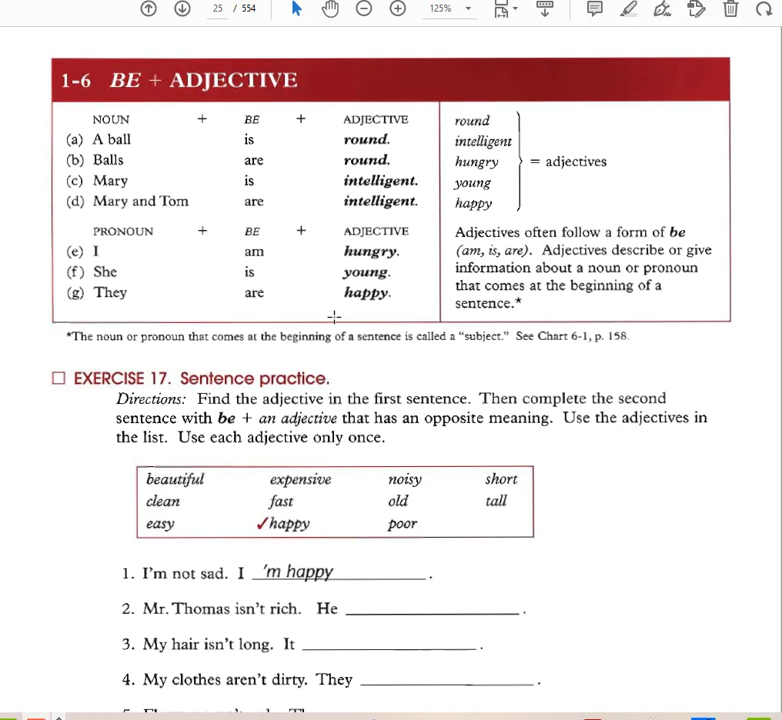 25 / 554 125%
1-6 BE + ADJECTIVE
NOUN + BE + ADJECTIVE
(a) A ball is round.
(b) Balls are round.
(c) Mary is intelligent.
(d) Mary and Tom are intelligent.
PRONOUN + BE + ADJECTIVE
(e) I am hungry.
(f) She is young.
(g) They are happy.
round
intelligent
hungry = adjectives
young
happy
Adjectives often follow a form of be
(am, is, are). Adjectives describe or give
information about a noun or pronoun
that comes at the beginning of a
sentence.*
*The noun or pronoun that comes at the beginning of a sentence is called a “subject.” See Chart 6-1, p. 158.
□ EXERCISE 17. Sentence practice.
Directions: Find the adjective in the first sentence. Then complete the second
sentence with be + an adjective that has an opposite meaning. Use the adjectives in
the list. Use each adjective only once.
beautiful expensive noisy short
clean fast old tall
easy ✓happy poor
1. I’m not sad. I ’m happy .
2. Mr. Thomas isn’t rich. He .
3. My hair isn’t long. It .
4. My clothes aren’t dirty. They .